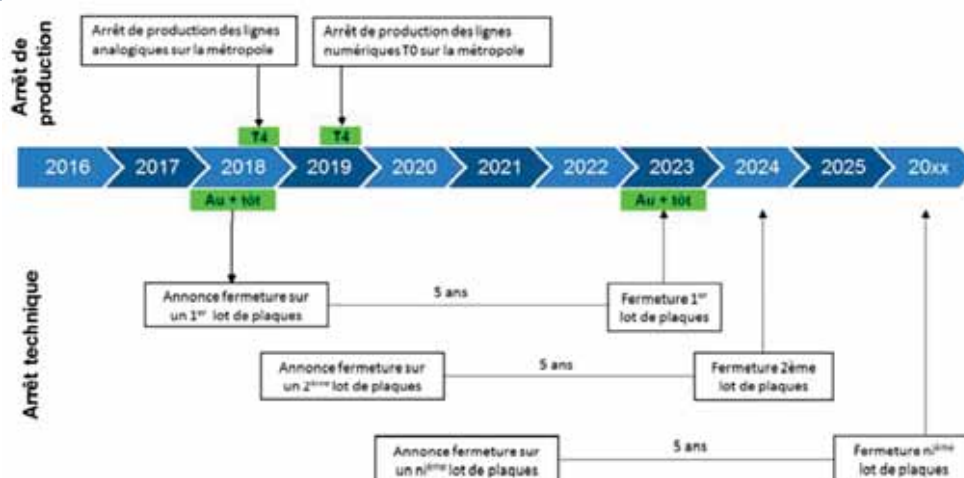 Arrêt de
production
Arrêt de production des lignes
analogiques sur la métropole
Arrêt de production des lignes
numériques T0 sur la métropole
T4
T4
2016
2017
2018
2019
2020
2021
2022
2023
2024
2025
20xx
Au + tôt
Au + tôt
Arrêt technique
Annonce fermeture sur
un 1er lot de plaques
5 ans
Fermeture 1er
lot de plaques
Annonce fermeture sur
un 2ème lot de plaques
5 ans
Fermeture 2ème
lot de plaques
Annonce fermeture sur
un nième lot de plaques
5 ans
Fermeture nième
lot de plaques